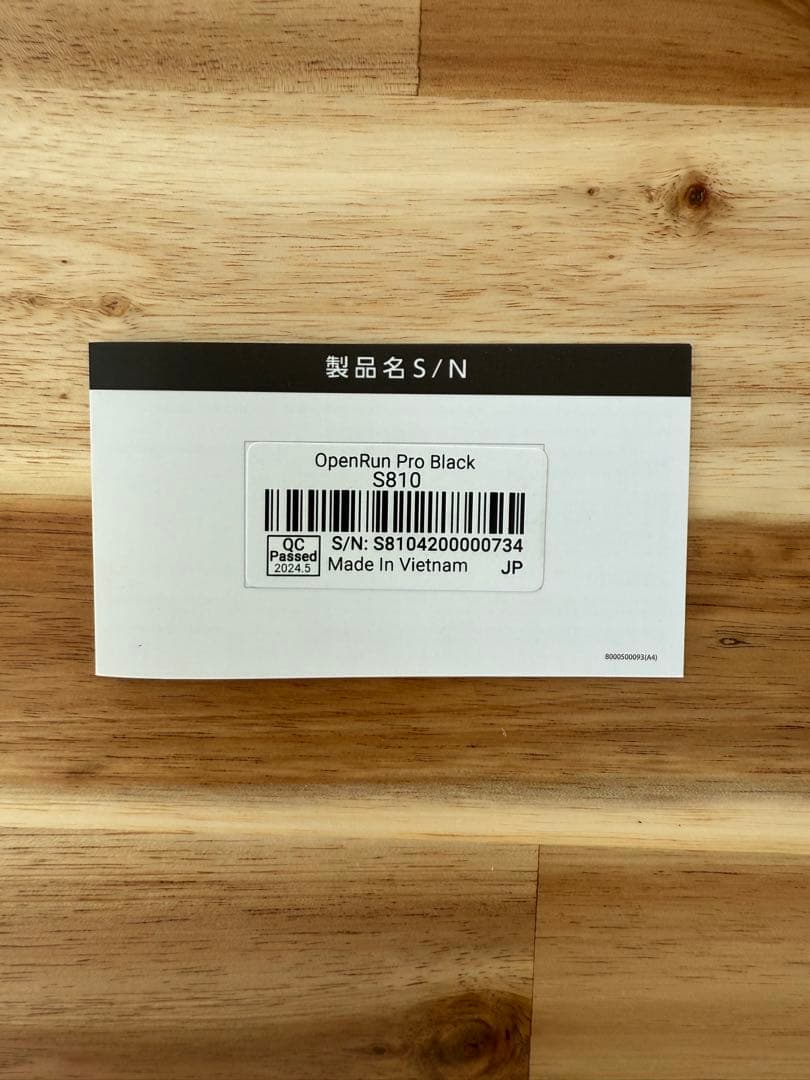 製品名S/N
OpenRun Pro Black
S810
QC
Passed
2024.5
S/N: S8104200000734
Made In Vietnam
JP
8000500093(A4)